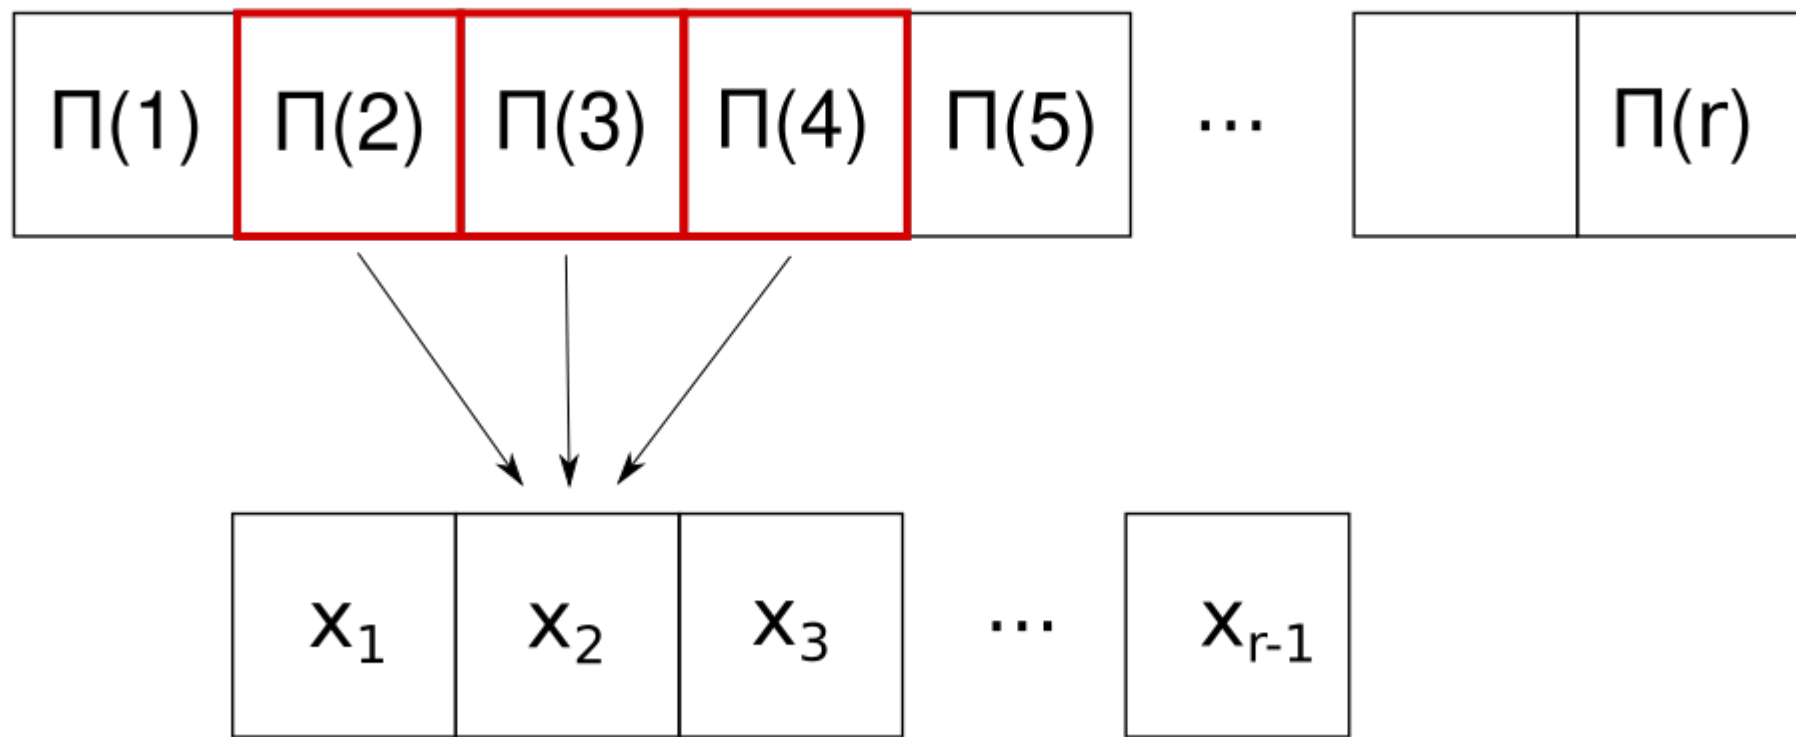 Π(1) Π(2) Π(3) Π(4) Π(5) ... Π(r)
x₁ x₂ x₃ ... xᵣ₋₁